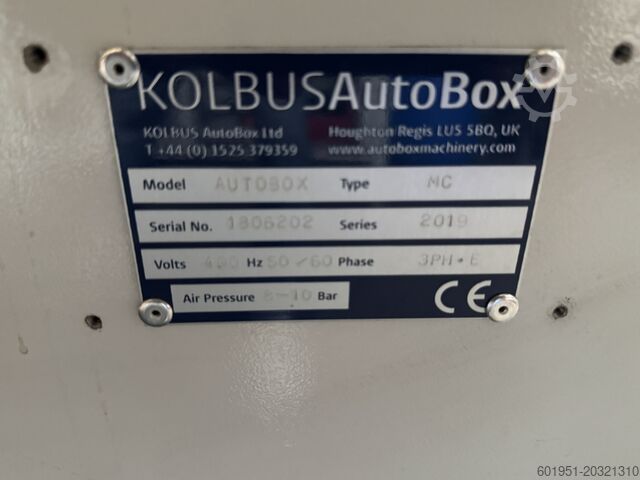 KOLBUSAutoBox
KOLBUS AutoBox Ltd Houghton Regis LU5 5BQ, UK
T +44 (0) 1525 379359 www.autoboxmachinery.com
Model AUTOBOX Type MC
Serial No. 1806202 Series 2019
Volts 400 Hz 50/60 Phase 3PH+E
Air Pressure 8-10 Bar CE
601951-20321310